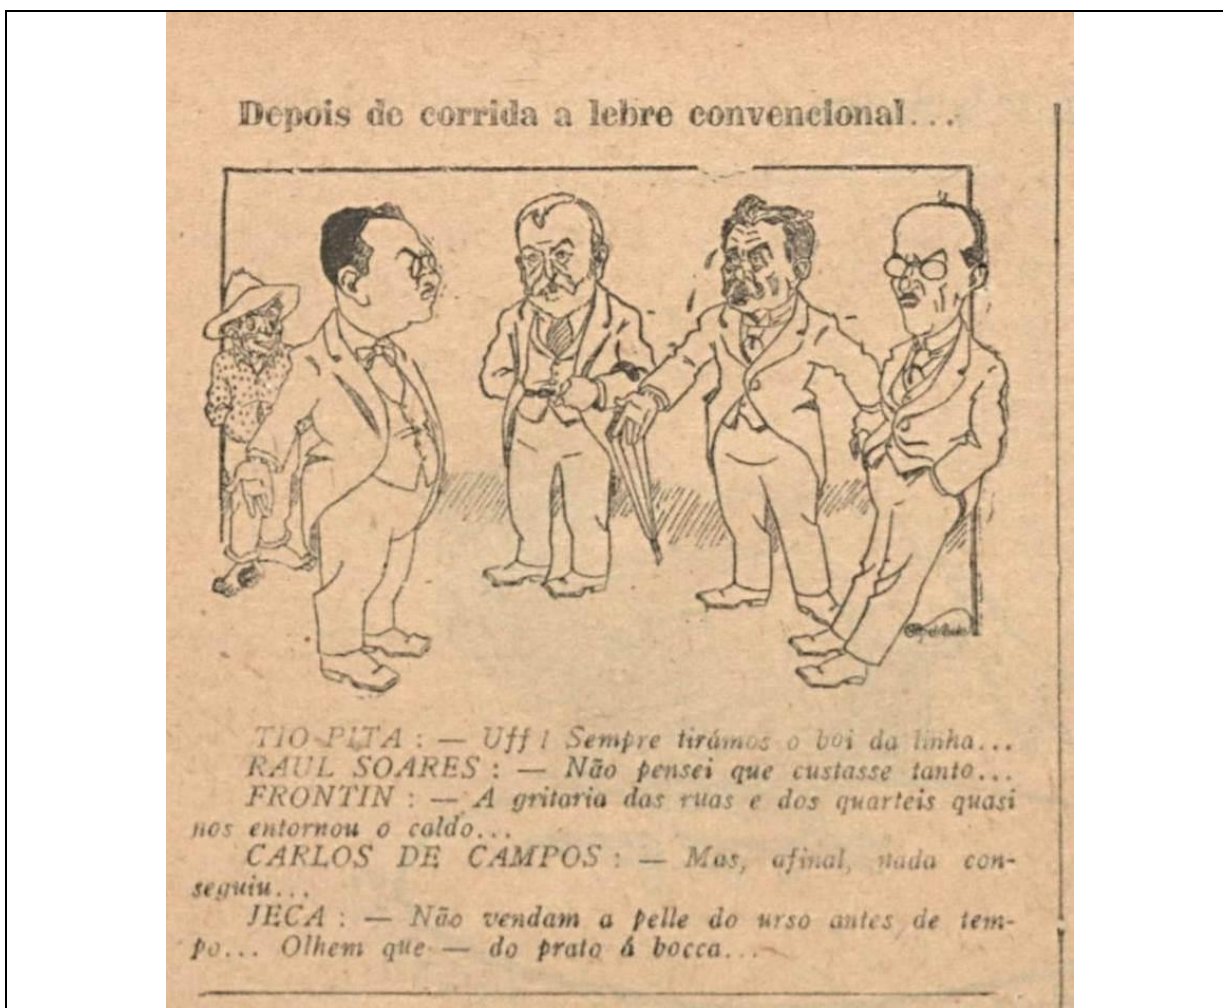 Depois de corrida a lebre convencional...
TIO PITA : — Uff ! Sempre tirámos o boi da linha...
RAUL SOARES : — Não pensei que custasse tanto...
FRONTIN : — A gritaria das ruas e dos quarteis quasi
nos entornou o caldo...
CARLOS DE CAMPOS : — Mas, afinal, nada con-
seguiu...
JECA : — Não vendam a pelle do urso antes de tem-
po... Olhem que — do prato á bocca...